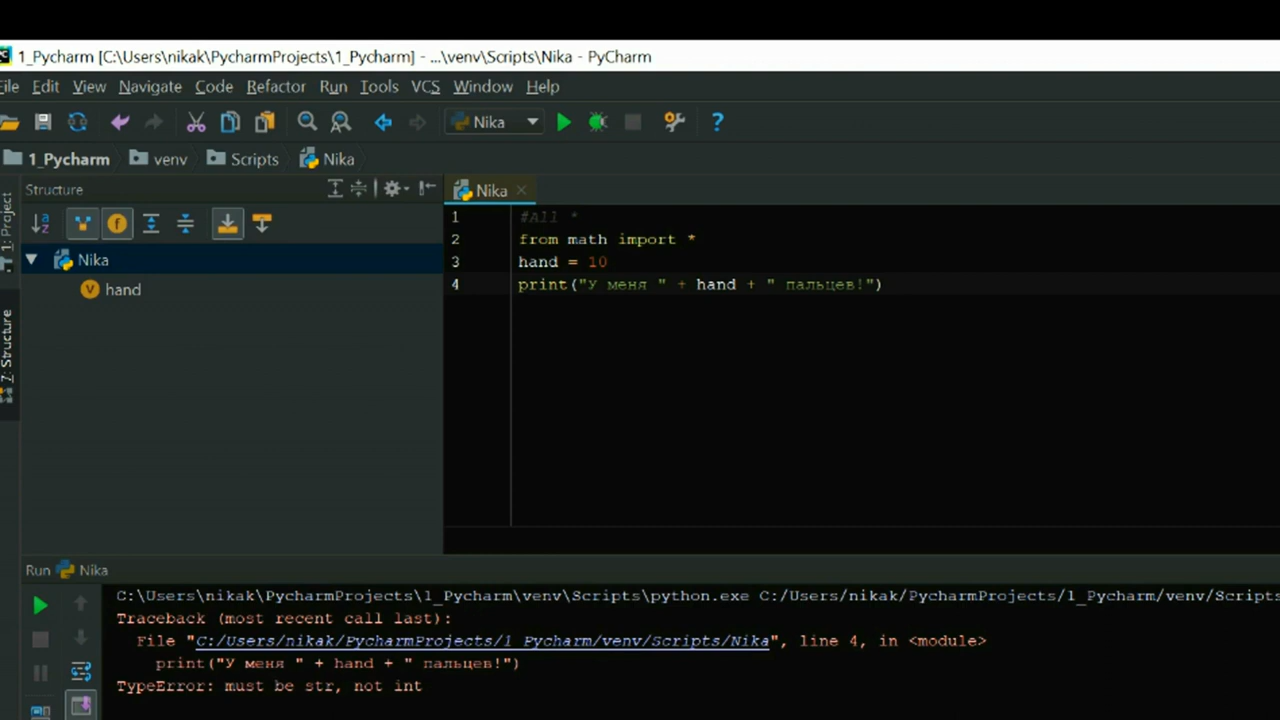 1_Pycharm [C:\Users\nikak\PycharmProjects\1_Pycharm] - ...\venv\Scripts\Nika - PyCharm
File Edit View Navigate Code Refactor Run Tools VCS Window Help
Nika
1_Pycharm venv Scripts Nika
Structure
Nika
1: Project
7: Structure
Nika
hand
1 #All *
2 from math import *
3 hand = 10
4 print("У меня " + hand + " пальцев!")
Run Nika
C:\Users\nikak\PycharmProjects\1_Pycharm\venv\Scripts\python.exe C:/Users/nikak/PycharmProjects/1_Pycharm/venv/Scripts
Traceback (most recent call last):
File "C:/Users/nikak/PycharmProjects/1_Pycharm/venv/Scripts/Nika", line 4, in <module>
print("У меня " + hand + " пальцев!")
TypeError: must be str, not int